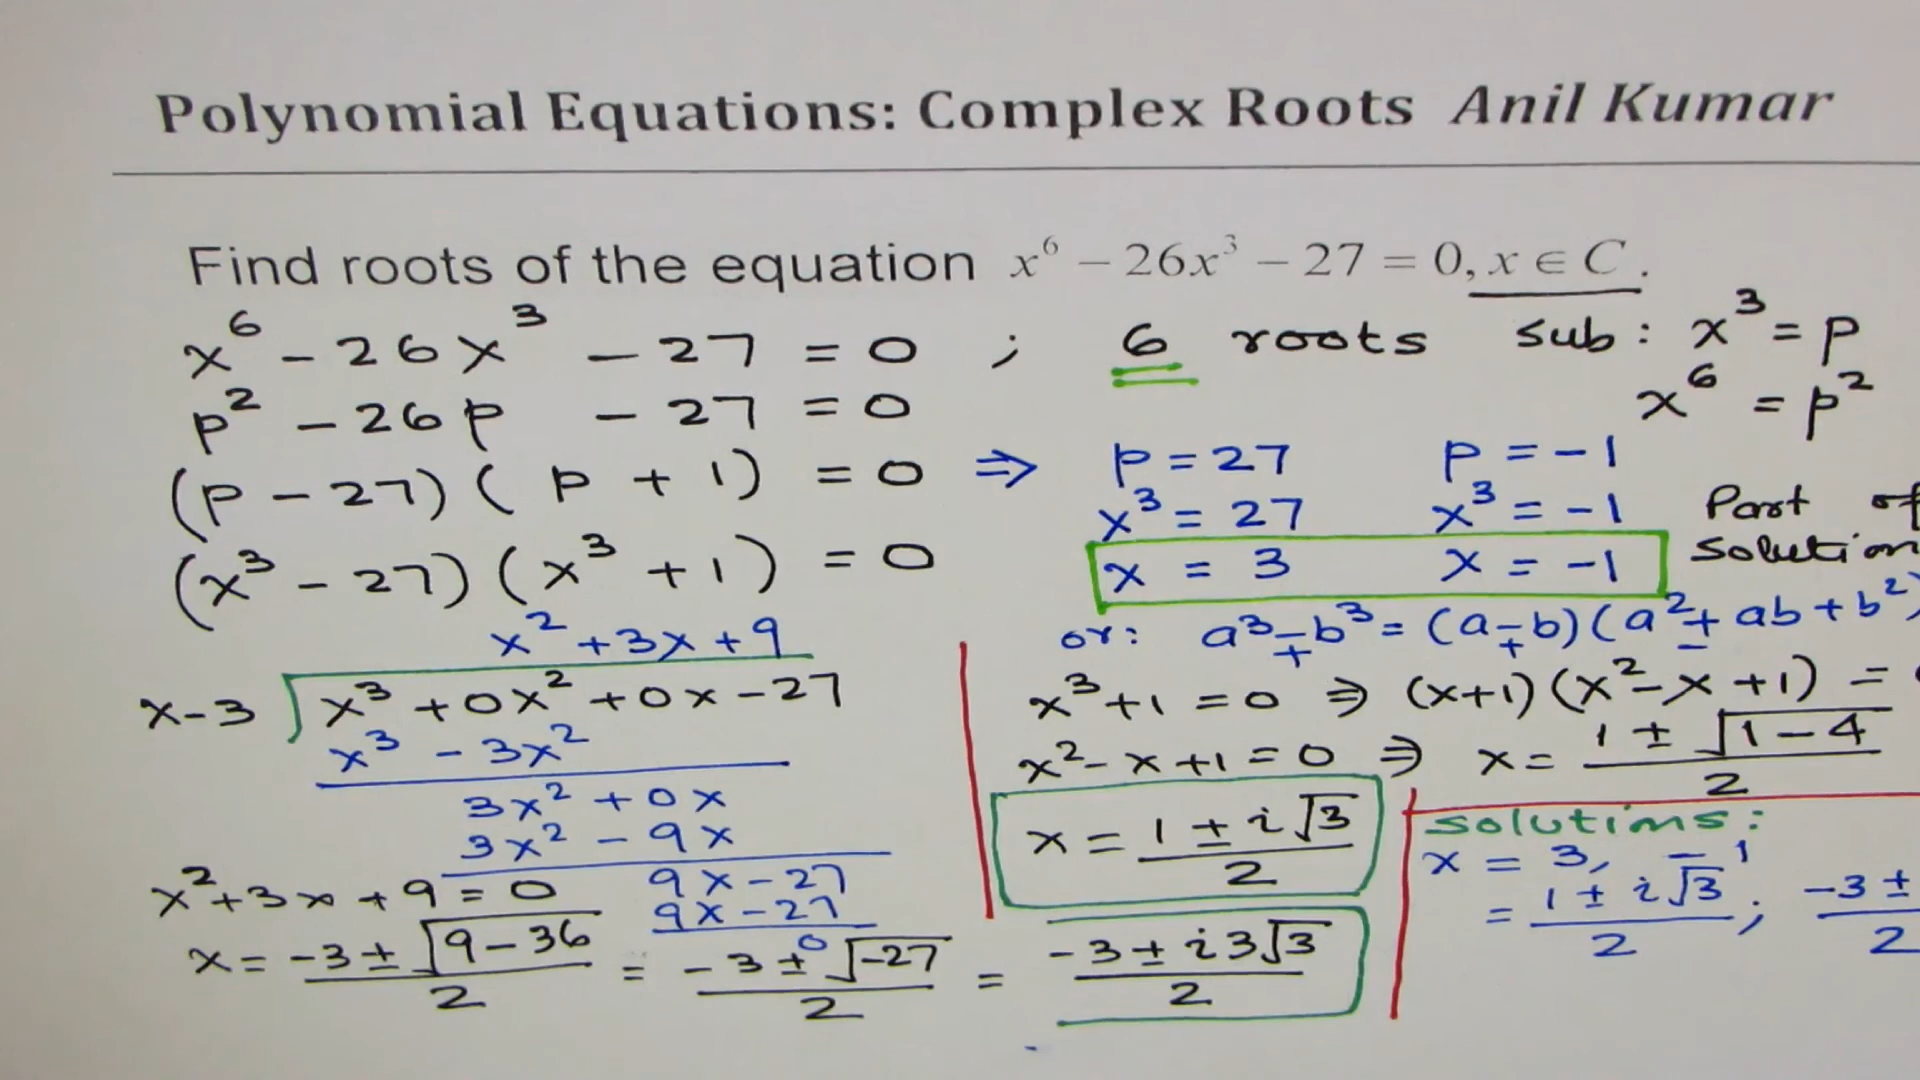 Polynomial Equations: Complex Roots Anil Kumar
Find roots of the equation x⁶ − 26x³ − 27 = 0, x ∈ C.
x⁶ − 26x³ − 27 = 0 ; 6 roots sub: x³ = p
x⁶ = p²
p² − 26p − 27 = 0
(p − 27)(p + 1) = 0 ⇒ p = 27 p = −1
x³ = 27 x³ = −1 Part of
(x³ − 27)(x³ + 1) = 0 x = 3 x = −1 solution
or: a³ ∓ b³ = (a ∓ b)(a² ± ab + b²)
x² + 3x + 9
x−3 x³ + 0x² + 0x − 27
x³ − 3x²
3x² + 0x
3x² − 9x
9x − 27
9x − 27
0
x² + 3x + 9 = 0
x = (−3 ± √(9 − 36))/2 = (−3 ± √−27)/2 = (−3 ± i3√3)/2
x³ + 1 = 0 ⇒ (x+1)(x² − x + 1) =
x² − x + 1 = 0 ⇒ x = (1 ± √(1 − 4))/2
x = (1 ± i√3)/2
solutions:
x = 3, −1
= (1 ± i√3)/2 ; −3 ±
2